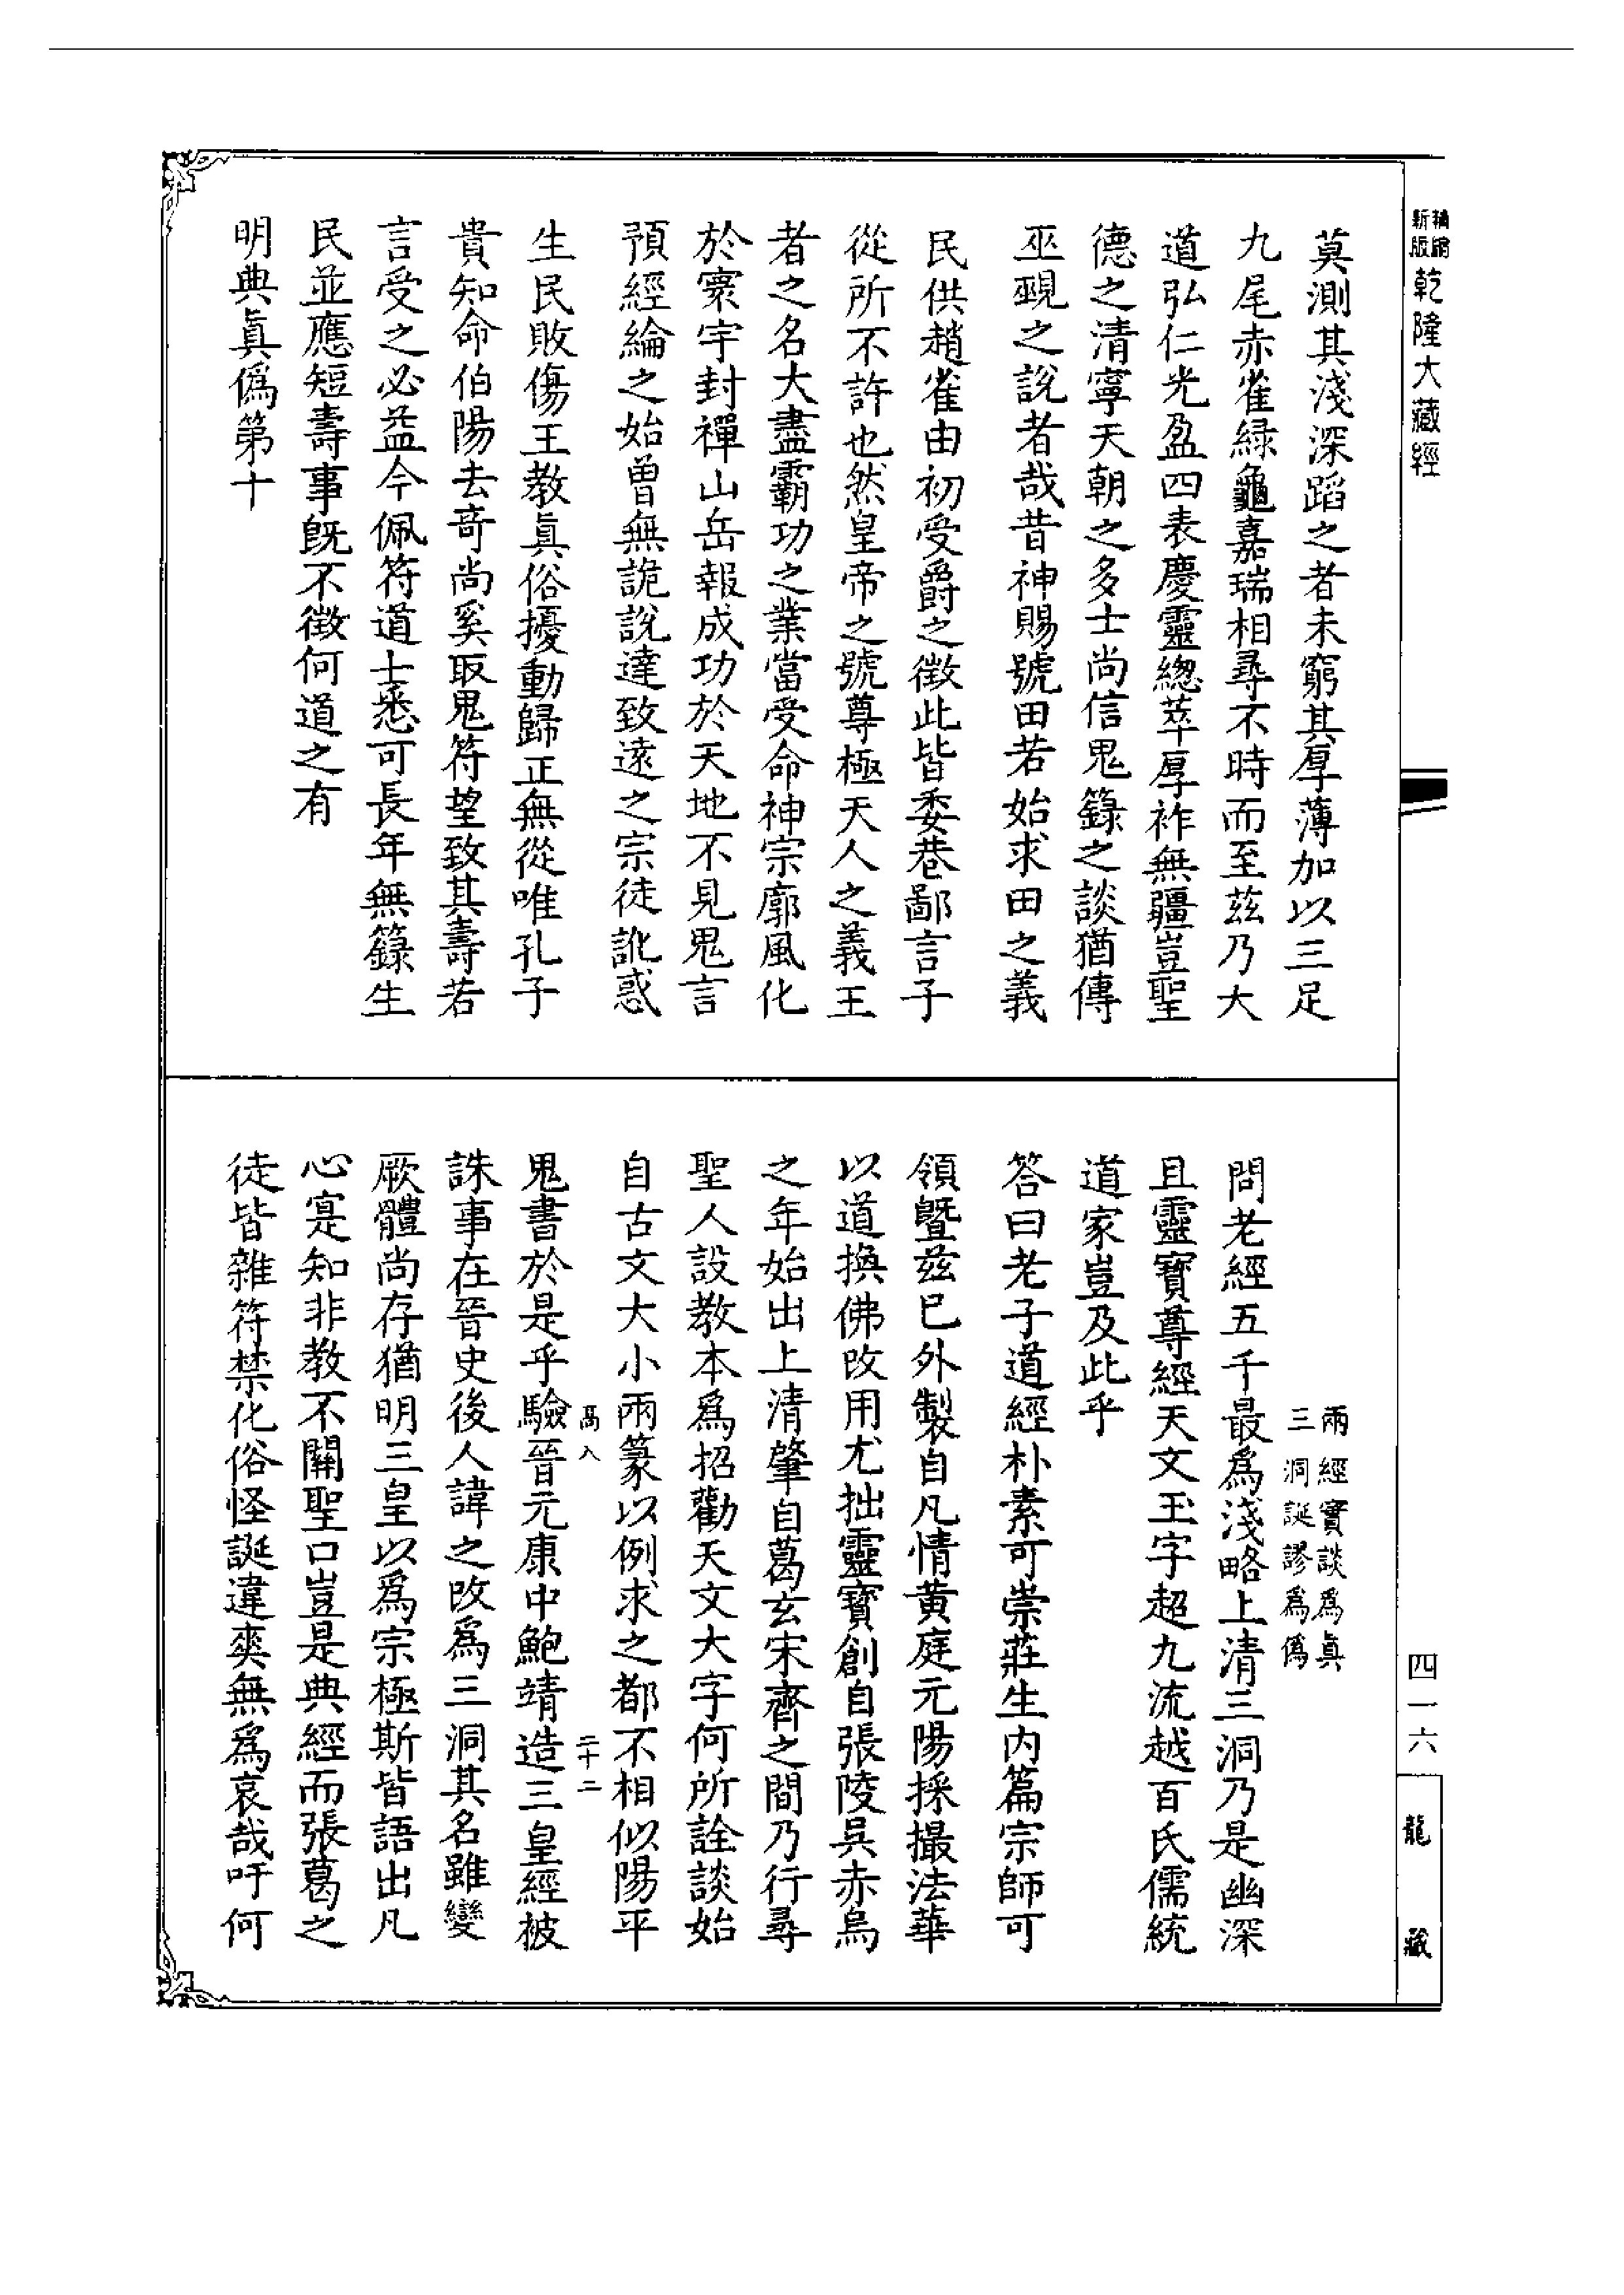 新版精縮
乾隆大藏經
莫測其淺深蹈之者未窮其厚薄加以三足
九尾赤雀緑龜嘉瑞相尋不時而至茲乃大
道弘仁光盈四表慶靈緫萃厚祚無疆豈聖
德之清寧天朝之多士尚信鬼籙之談猶傳
巫覡之説者哉昔神賜虢田若始求田之義
民供趙雀由初受爵之徵此皆委巷鄙言子
從所不許也然皇帝之號尊極天人之義王
者之名大盡霸功之業當受命神宗廓風化
於寰宇封禪山岳報成功於天地不見鬼言
預經綸之始曾無詭説達致遠之宗徒訛惑
生民敗傷王教眞俗擾動歸正無從唯孔子
貴知命伯陽去奇尚奚取鬼符望致其壽若
言受之必益今佩符道士悉可長年無籙生
民並應短壽事旣不徵何道之有
明典眞僞第十
兩經實談爲眞
三洞誕謬爲僞
問老經五千最爲淺略上清三洞乃是幽深
且靈寳尊經天文玉字超九流越百氏儒統
道家豈及此乎
答曰老子道經朴素可崇莊生内篇宗師可
領曁茲已外製自凡情黄庭元陽採撮法華
以道換佛改用尤拙靈寳創自張陵吳赤烏
之年始出上清肇自葛玄宋齊之間乃行尋
聖人設教本爲招勸天文大字何所詮談始
自古文大小兩篆以例求之都不相似陽平
高八
二十二
鬼書於是乎驗晉元康中鮑靖造三皇經被
誅事在晉史後人諱之改爲三洞其名雖變
厥體尚存猶明三皇以爲宗極斯皆語出凡
心寔知非教不關聖口豈是典經而張葛之
徒皆雜符禁化俗怪誕違爽無爲哀哉吁何
四一六
龍藏